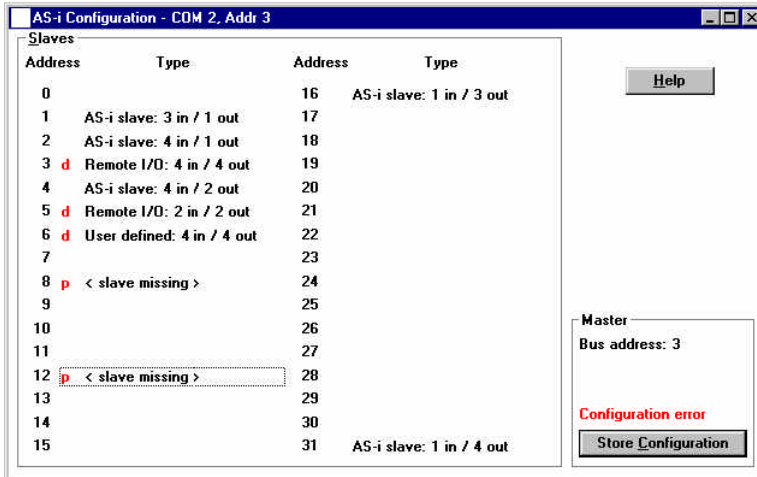 AS-i Configuration - COM 2, Addr 3
Slaves
Address Type Address Type
0 16 AS-i slave: 1 in / 3 out
1 AS-i slave: 3 in / 1 out 17
2 AS-i slave: 4 in / 1 out 18
3 d Remote I/O: 4 in / 4 out 19
4 AS-i slave: 4 in / 2 out 20
5 d Remote I/O: 2 in / 2 out 21
6 d User defined: 4 in / 4 out 22
7 23
8 p < slave missing > 24
9 25
10 26
11 27
12 p < slave missing > 28
13 29
14 30
15 31 AS-i slave: 1 in / 4 out
Help
Master
Bus address: 3
Configuration error
Store Configuration